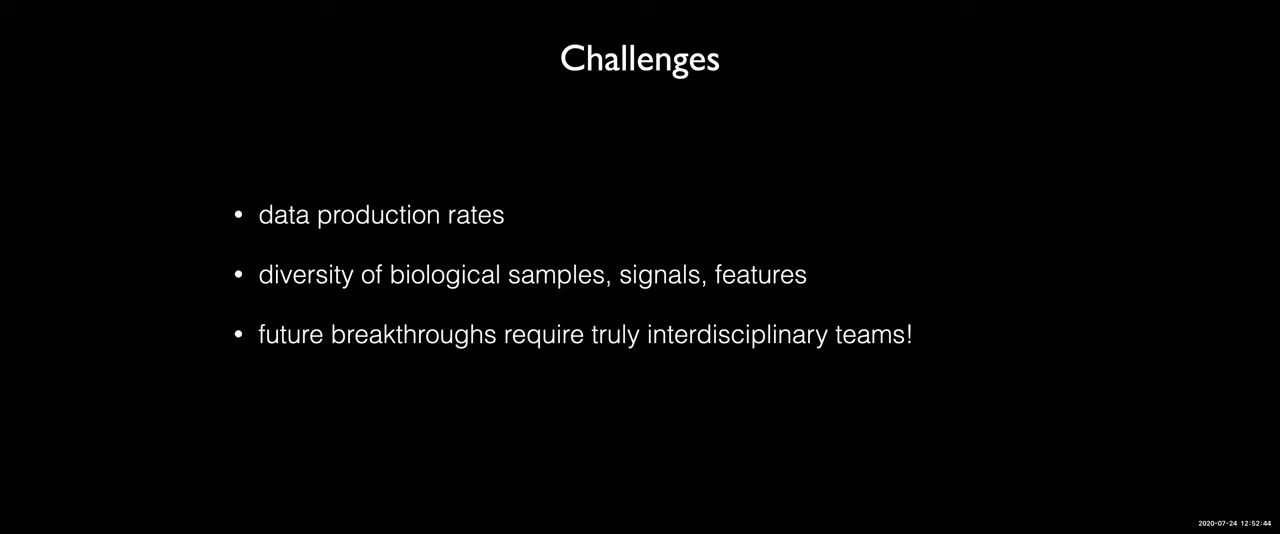 Challenges
• data production rates
• diversity of biological samples, signals, features
• future breakthroughs require truly interdisciplinary teams!
2020-07-24 12:52:44